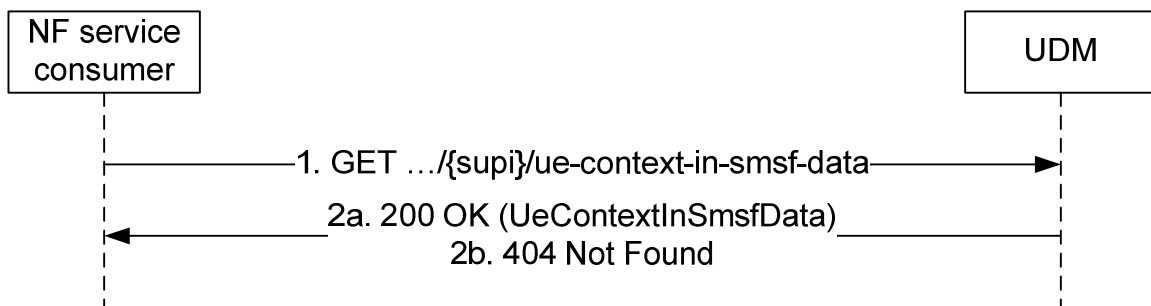 NF service
consumer
UDM
1. GET …/{supi}/ue-context-in-smsf-data
2a. 200 OK (UeContextInSmsfData)
2b. 404 Not Found